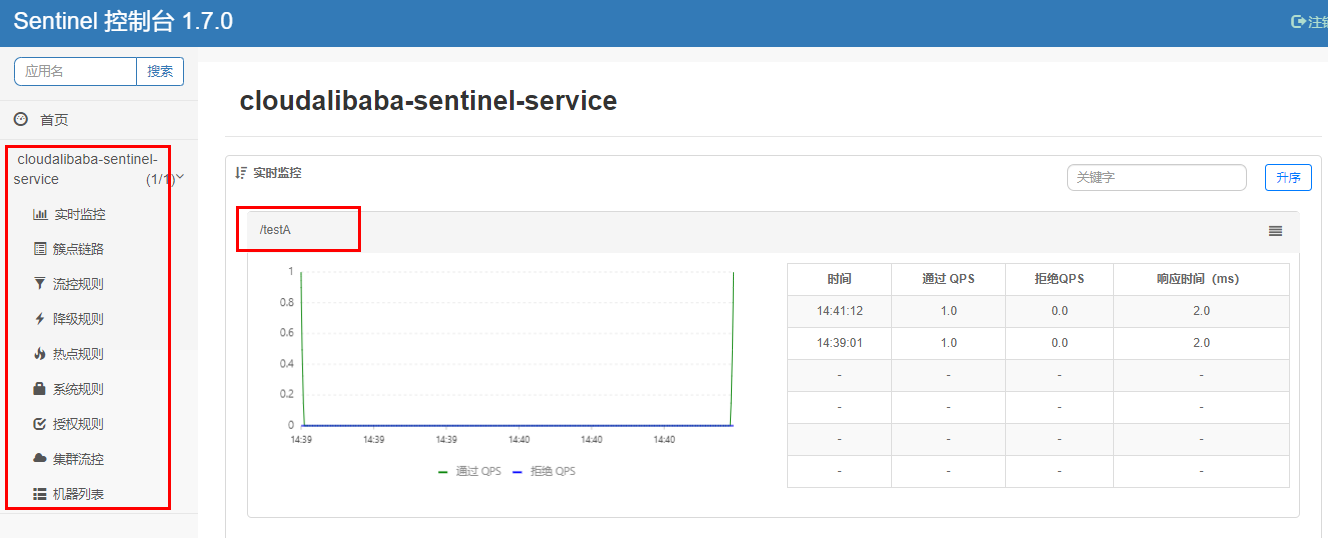 Sentinel 控制台 1.7.0
注销
应用名 搜索
首页
cloudalibaba-sentinel-
service (1/1)
实时监控
簇点链路
流控规则
降级规则
热点规则
系统规则
授权规则
集群流控
机器列表
cloudalibaba-sentinel-service
实时监控 关键字 升序
/testA
1
0.8
0.6
0.4
0.2
0
14:39 14:39 14:39 14:40 14:40 14:40
通过 QPS 拒绝 QPS
时间 通过 QPS 拒绝QPS 响应时间（ms）
14:41:12 1.0 0.0 2.0
14:39:01 1.0 0.0 2.0
- - - -
- - - -
- - - -
- - - -